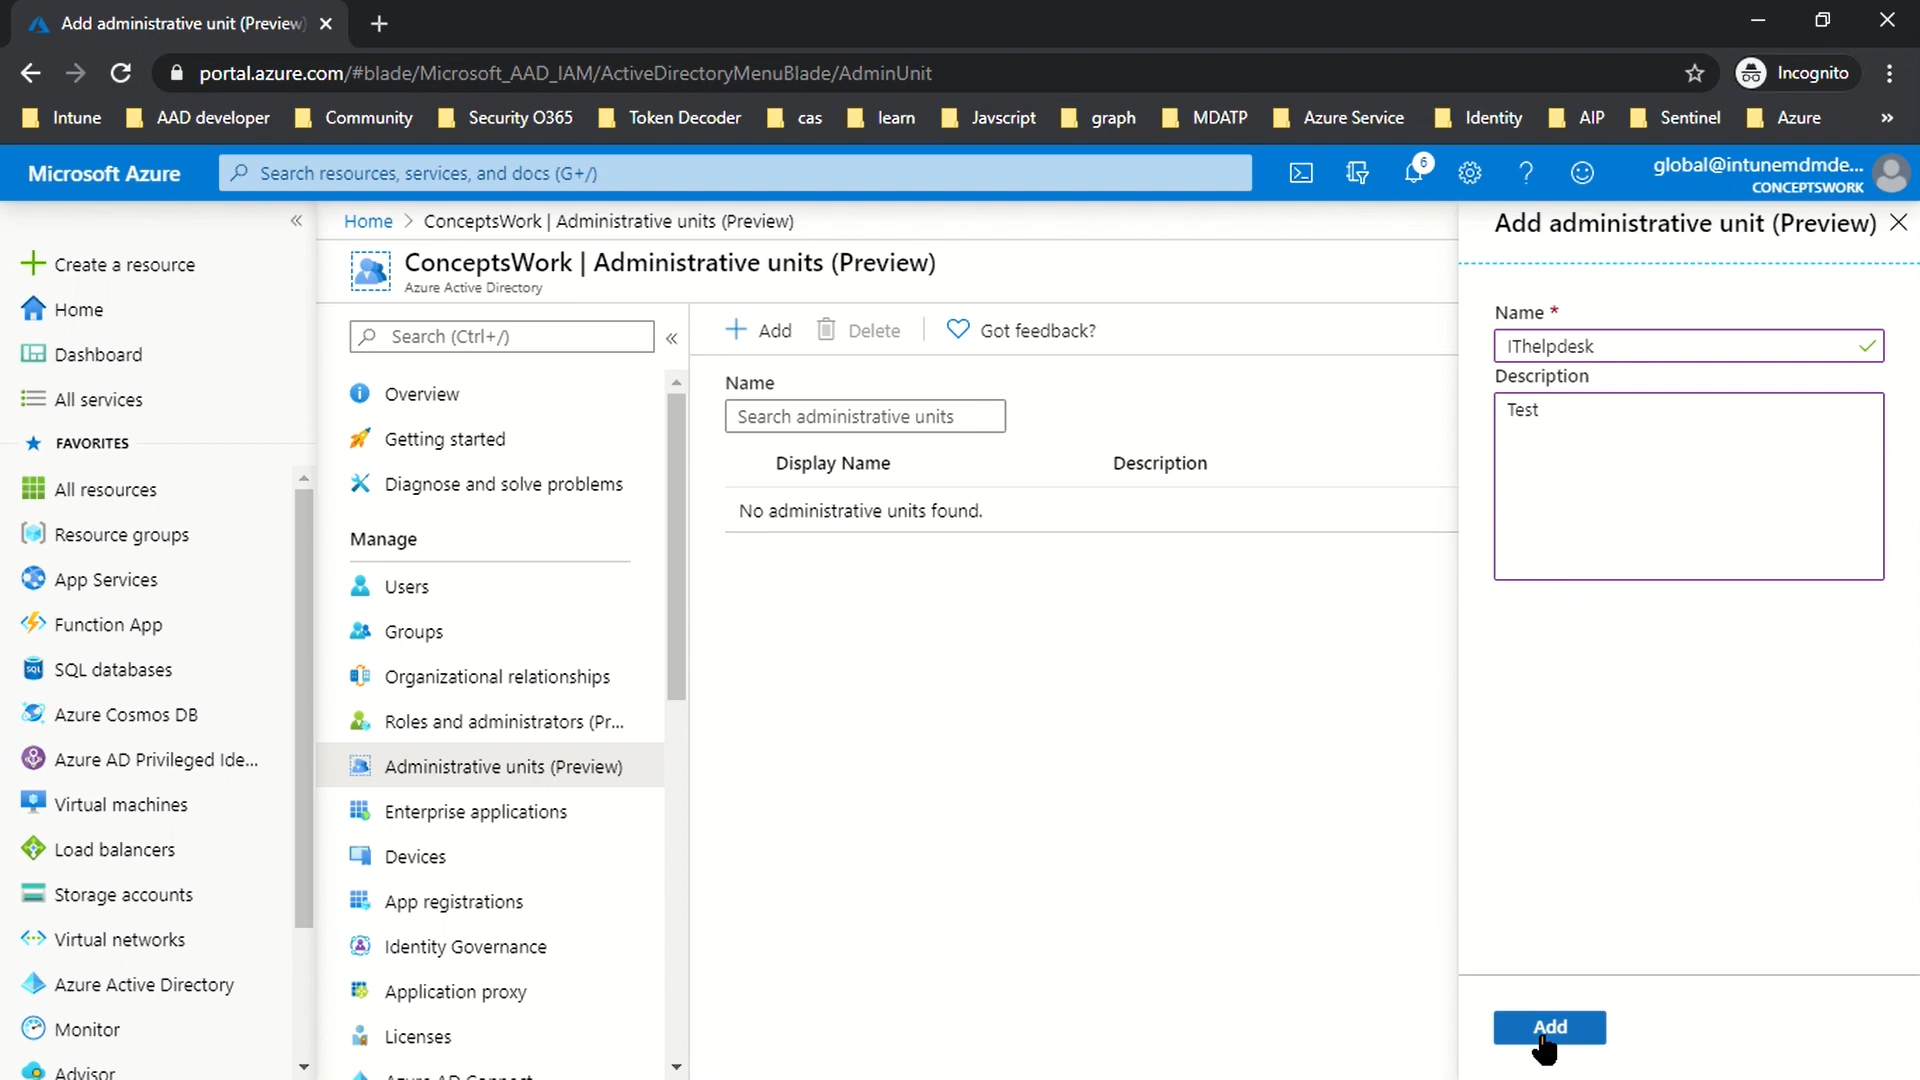 Add administrative unit (Preview)
portal.azure.com/#blade/Microsoft_AAD_IAM/ActiveDirectoryMenuBlade/AdminUnit
Incognito
Intune AAD developer Community Security O365 Token Decoder cas learn Javscript graph MDATP Azure Service Identity AIP Sentinel Azure »
Microsoft Azure
Search resources, services, and docs (G+/)
6
global@intunemdmde...
CONCEPTSWORK
«
Create a resource
Home
Dashboard
All services
FAVORITES
All resources
Resource groups
App Services
Function App
SQL databases
Azure Cosmos DB
Azure AD Privileged Ide...
Virtual machines
Load balancers
Storage accounts
Virtual networks
Azure Active Directory
Monitor
Advisor
Home > ConceptsWork | Administrative units (Preview)
ConceptsWork | Administrative units (Preview)
Azure Active Directory
Search (Ctrl+/)
«
Overview
Getting started
Diagnose and solve problems
Manage
Users
Groups
Organizational relationships
Roles and administrators (Pr...
Administrative units (Preview)
Enterprise applications
Devices
App registrations
Identity Governance
Application proxy
Licenses
Azure AD Connect
Add Delete Got feedback?
Name
Search administrative units
Display Name Description
No administrative units found.
Add administrative unit (Preview)
Name *
IThelpdesk
Description
Test
Add